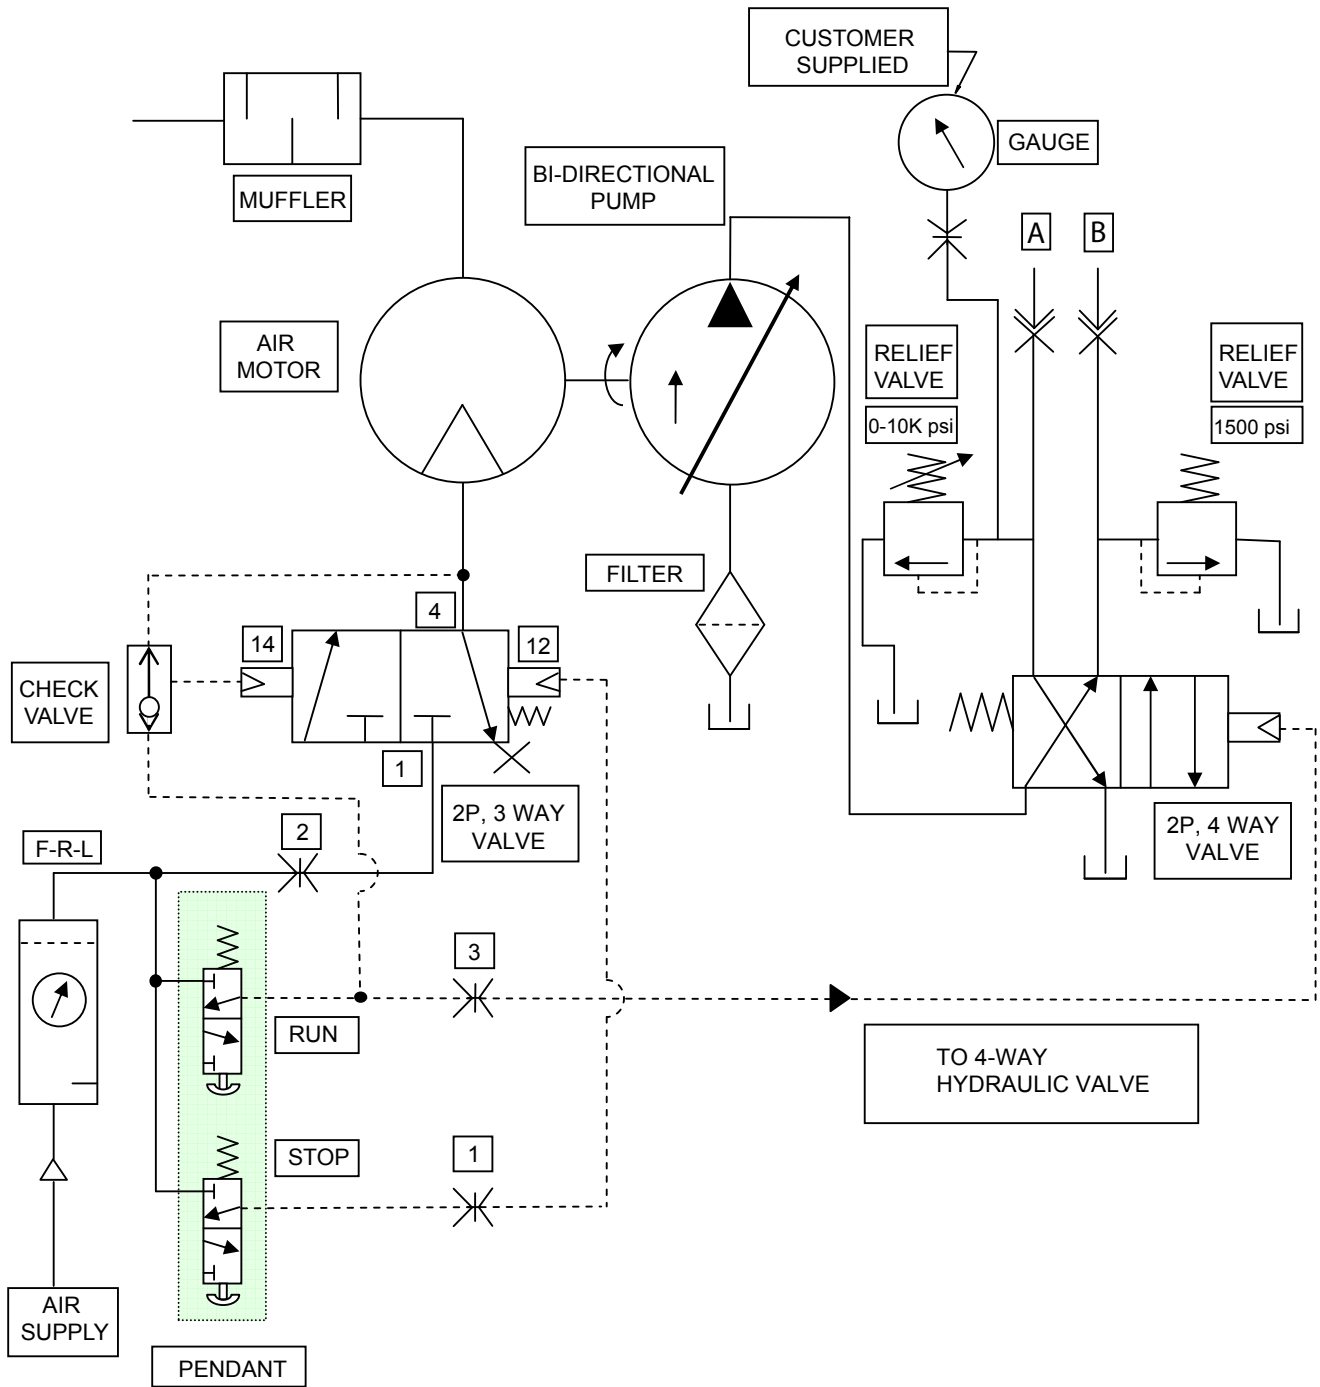 CUSTOMER
SUPPLIED
GAUGE
MUFFLER
BI-DIRECTIONAL
PUMP
A
B
AIR
MOTOR
RELIEF
VALVE
0-10K psi
RELIEF
VALVE
1500 psi
FILTER
4
14
12
CHECK
VALVE
1
2P, 3 WAY
VALVE
2P, 4 WAY
VALVE
2
F-R-L
3
RUN
TO 4-WAY
HYDRAULIC VALVE
STOP
1
AIR
SUPPLY
PENDANT